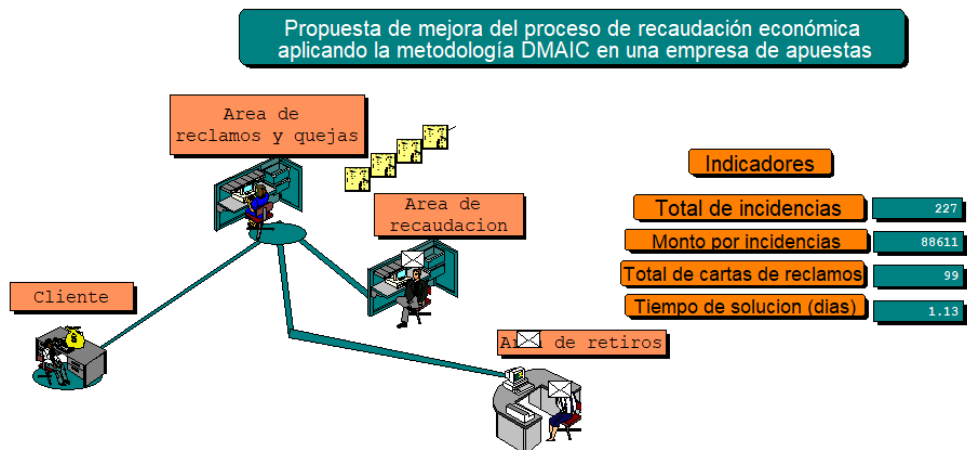 Propuesta de mejora del proceso de recaudación económica
aplicando la metodología DMAIC en una empresa de apuestas
Area de
reclamos y quejas
Area de
recaudacion
Cliente
de retiros
Indicadores
Total de incidencias
227
Monto por incidencias
88611
Total de cartas de reclamos
99
Tiempo de solucion (dias)
1.13